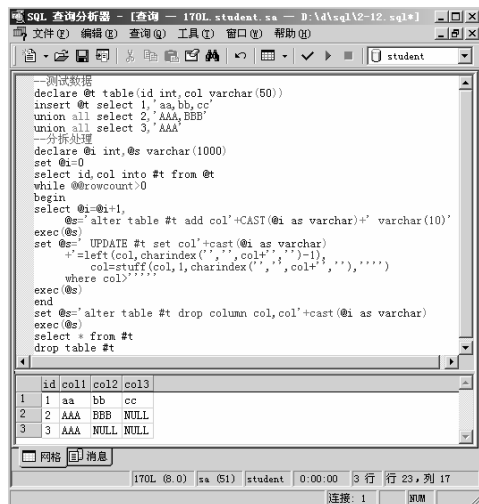 SQL 查询分析器 - [查询 — 170L.student.sa — D:\d\sql\2-12.sql*]
文件(F) 编辑(E) 查询(Q) 工具(T) 窗口(W) 帮助(H)
student
--测试数据
declare @t table(id int,col varchar(50))
insert @t select 1,'aa,bb,cc'
union all select 2,'AAA,BBB'
union all select 3,'AAA'
--分拆处理
declare @i int,@s varchar(1000)
set @i=0
select id,col into #t from @t
while @@rowcount>0
begin
select @i=@i+1,
@s='alter table #t add col'+CAST(@i as varchar)+' varchar(10)'
exec(@s)
set @s=' UPDATE #t set col'+cast(@i as varchar)
+'=left(col,charindex('','',col+'','')-1),
col=stuff(col,1,charindex('','',col+'',''),'''')
where col>'''''
exec(@s)
end
set @s='alter table #t drop column col,col'+cast(@i as varchar)
exec(@s)
select * from #t
drop table #t
id col1 col2 col3
1 1 aa bb cc
2 2 AAA BBB NULL
3 3 AAA NULL NULL
网格 消息
170L (8.0) sa (51) student 0:00:00 3 行 行 23, 列 17
连接: 1 NUM